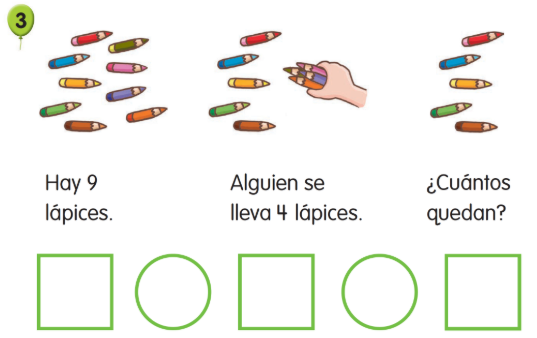 3
Hay 9
lápices.
Alguien se
lleva 4 lápices.
¿Cuántos
quedan?